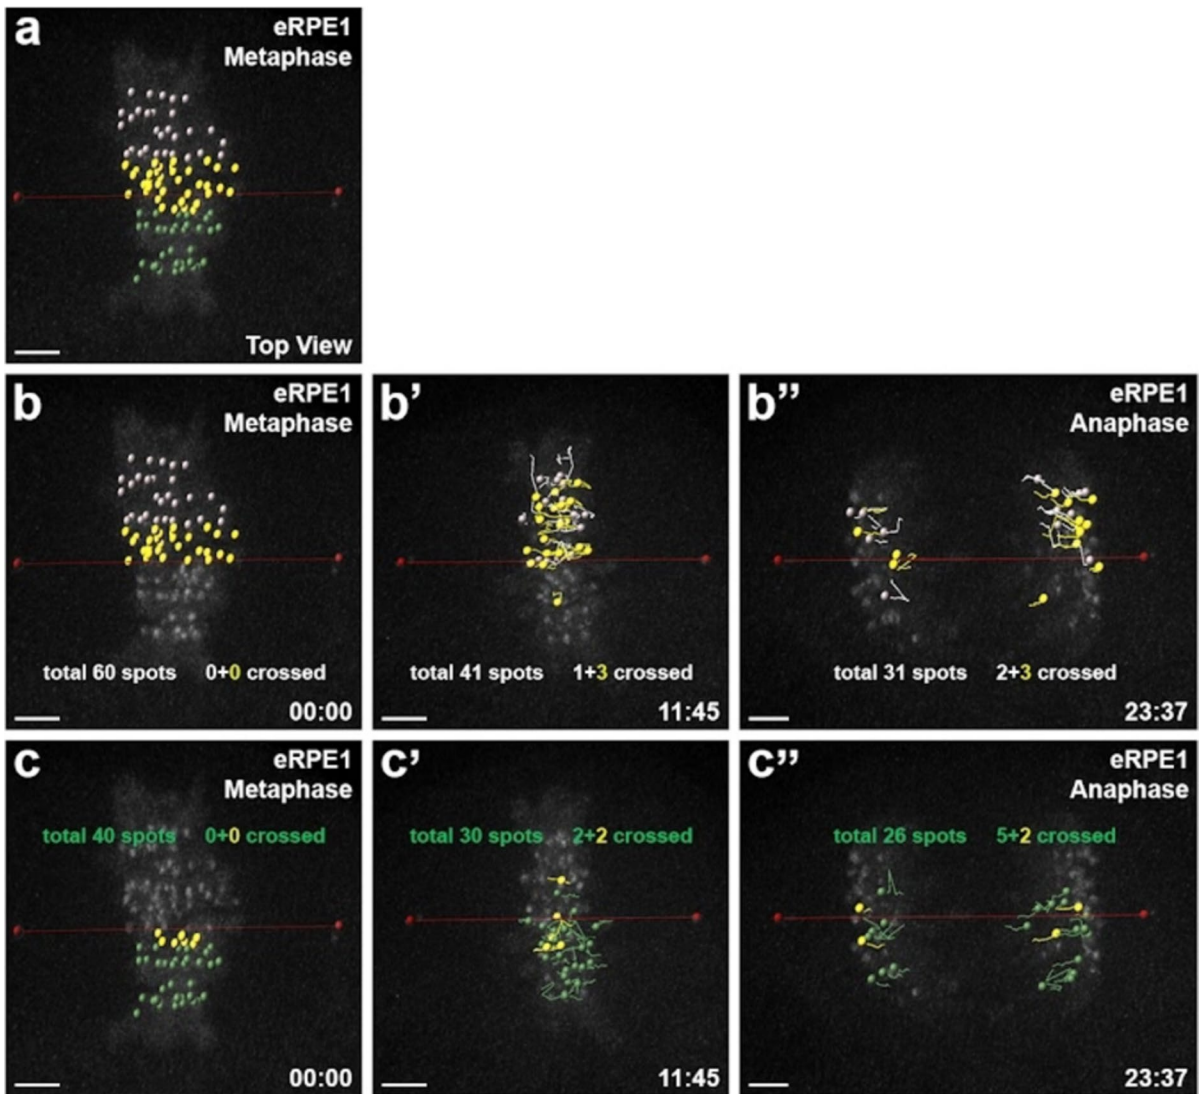 a
eRPE1
Metaphase
Top View
b
eRPE1
Metaphase
total 60 spots 0+0 crossed
00:00
b’
total 41 spots 1+3 crossed
11:45
b”
eRPE1
Anaphase
total 31 spots 2+3 crossed
23:37
c
eRPE1
Metaphase
total 40 spots 0+0 crossed
00:00
c’
total 30 spots 2+2 crossed
11:45
c”
eRPE1
Anaphase
total 26 spots 5+2 crossed
23:37